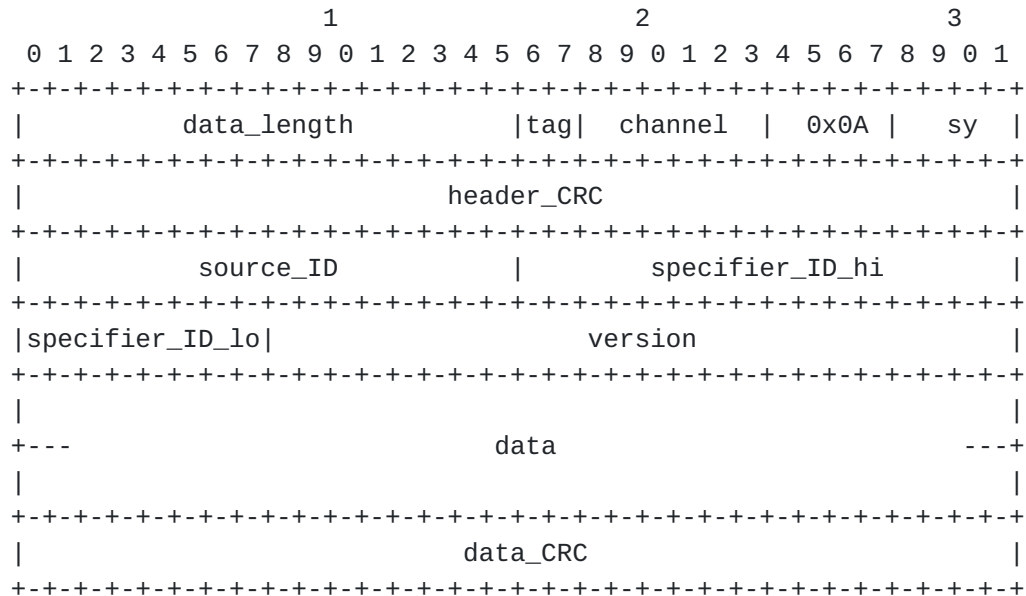 1                   2                   3
 0 1 2 3 4 5 6 7 8 9 0 1 2 3 4 5 6 7 8 9 0 1 2 3 4 5 6 7 8 9 0 1
+-+-+-+-+-+-+-+-+-+-+-+-+-+-+-+-+-+-+-+-+-+-+-+-+-+-+-+-+-+-+-+-+
|          data_length          |tag|  channel  |  0x0A |   sy  |
+-+-+-+-+-+-+-+-+-+-+-+-+-+-+-+-+-+-+-+-+-+-+-+-+-+-+-+-+-+-+-+-+
|                           header_CRC                          |
+-+-+-+-+-+-+-+-+-+-+-+-+-+-+-+-+-+-+-+-+-+-+-+-+-+-+-+-+-+-+-+-+
|           source_ID           |        specifier_ID_hi        |
+-+-+-+-+-+-+-+-+-+-+-+-+-+-+-+-+-+-+-+-+-+-+-+-+-+-+-+-+-+-+-+-+
|specifier_ID_lo|                    version                    |
+-+-+-+-+-+-+-+-+-+-+-+-+-+-+-+-+-+-+-+-+-+-+-+-+-+-+-+-+-+-+-+-+
|                                                               |
+---                           data                          ---+
|                                                               |
+-+-+-+-+-+-+-+-+-+-+-+-+-+-+-+-+-+-+-+-+-+-+-+-+-+-+-+-+-+-+-+-+
|                            data_CRC                           |
+-+-+-+-+-+-+-+-+-+-+-+-+-+-+-+-+-+-+-+-+-+-+-+-+-+-+-+-+-+-+-+-+